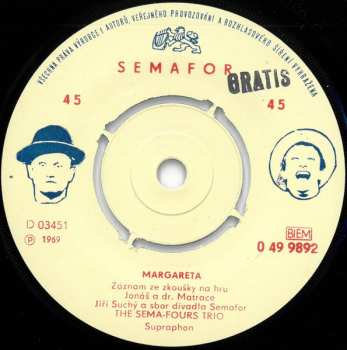 VŠECHNA PRÁVA VÝROBCE I AUTORŮ, VEŘEJNÉHO PROVOZOVÁNÍ A ROZHLASOVÉHO ŠÍŘENÍ VYHRAZENA
SEMAFOR
GRATIS
45
45
D 03451
℗ 1969
BIEM
0 49 9892
MARGARETA
Záznam ze zkoušky na hru
Jonáš a dr. Matrace
Jiří Suchý a sbor divadla Semafor
THE SEMA-FOURS TRIO
Supraphon